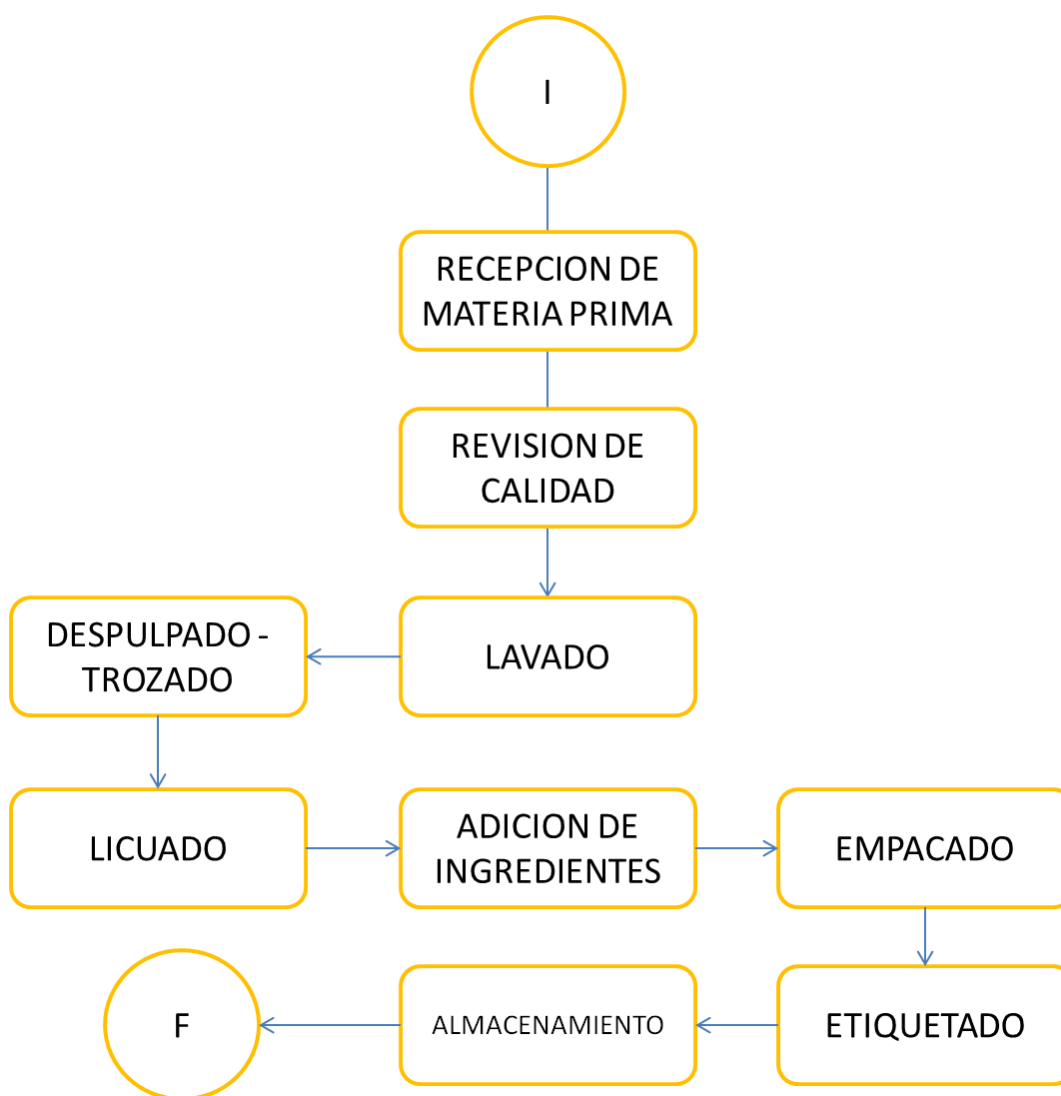 I
RECEPCION DE
MATERIA PRIMA
REVISION DE
CALIDAD
LAVADO
DESPULPADO -
TROZADO
LICUADO
ADICION DE
INGREDIENTES
EMPACADO
ETIQUETADO
ALMACENAMIENTO
F